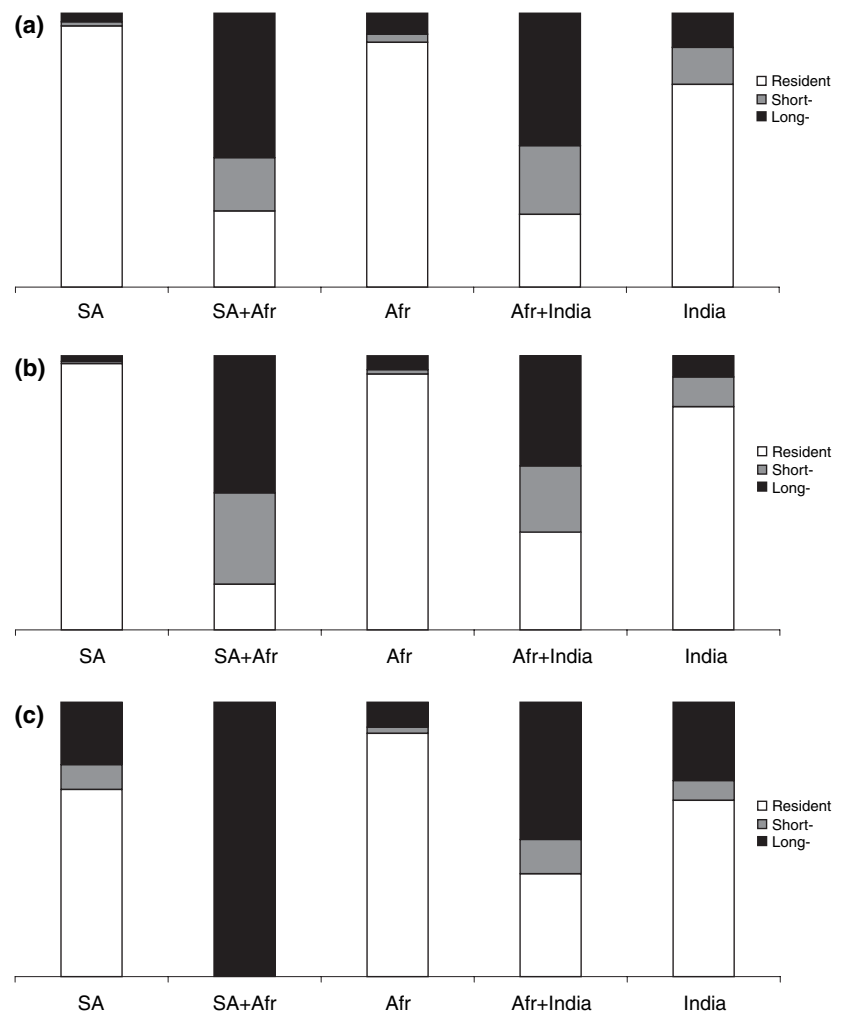 (a)
Resident
Short-
Long-
SA SA+Afr Afr Afr+India India
(b)
Resident
Short-
Long-
SA SA+Afr Afr Afr+India India
(c)
Resident
Short-
Long-
SA SA+Afr Afr Afr+India India